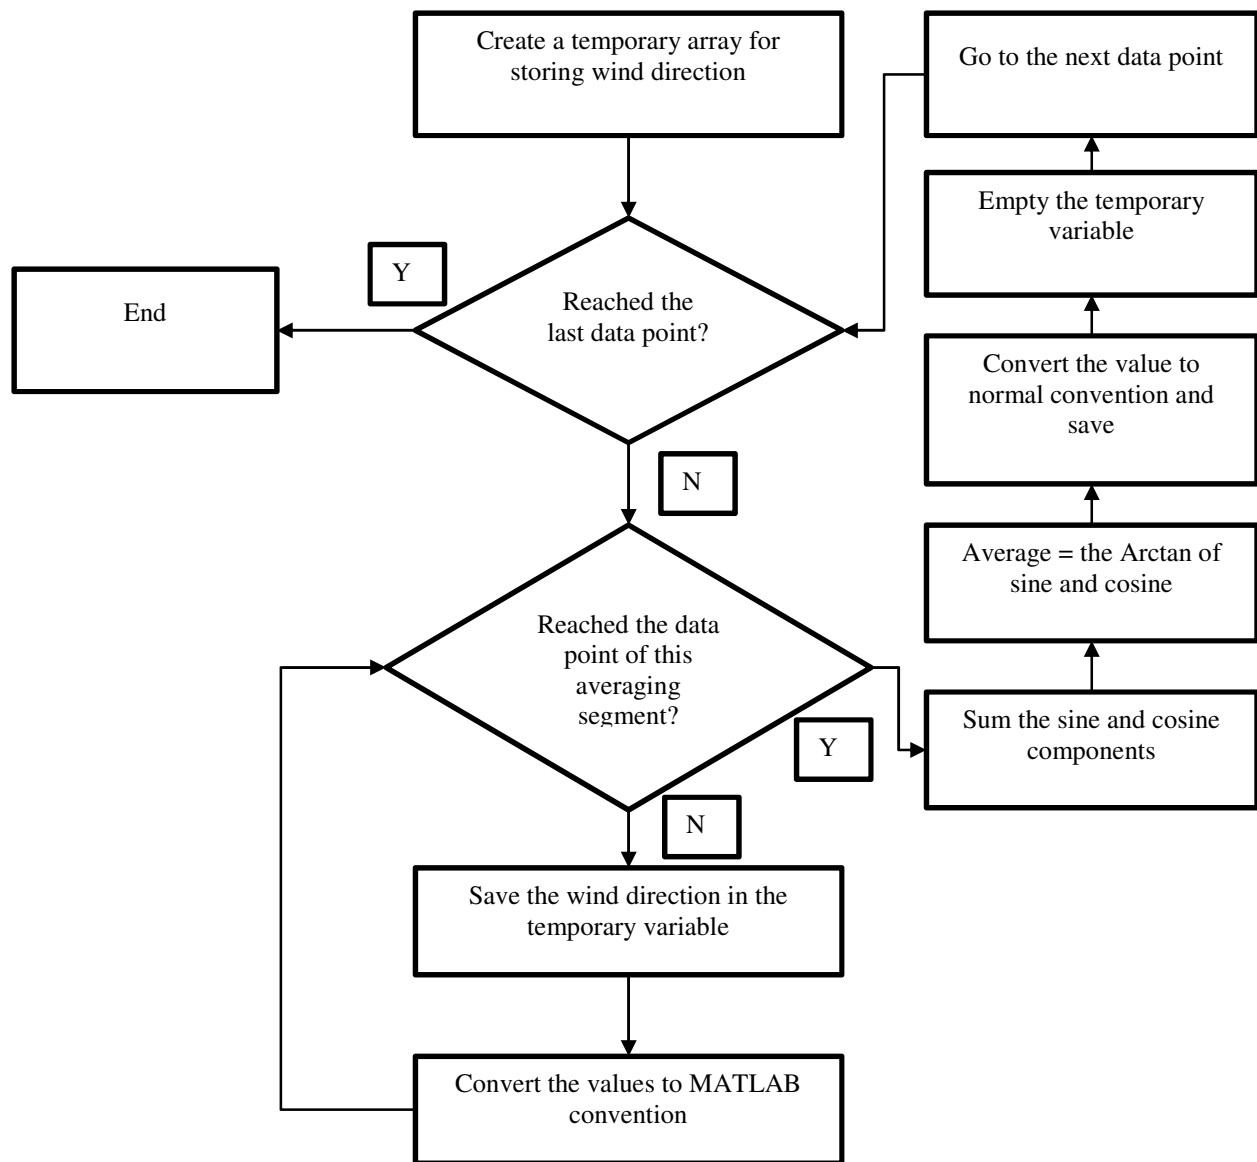 Create a temporary array for
storing wind direction
Go to the next data point
Empty the temporary
variable
Y
End
Reached the
last data point?
Convert the value to
normal convention and
save
N
Average = the Arctan of
sine and cosine
Reached the data
point of this
averaging
segment?
Sum the sine and cosine
components
Y
N
Save the wind direction in the
temporary variable
Convert the values to MATLAB
convention